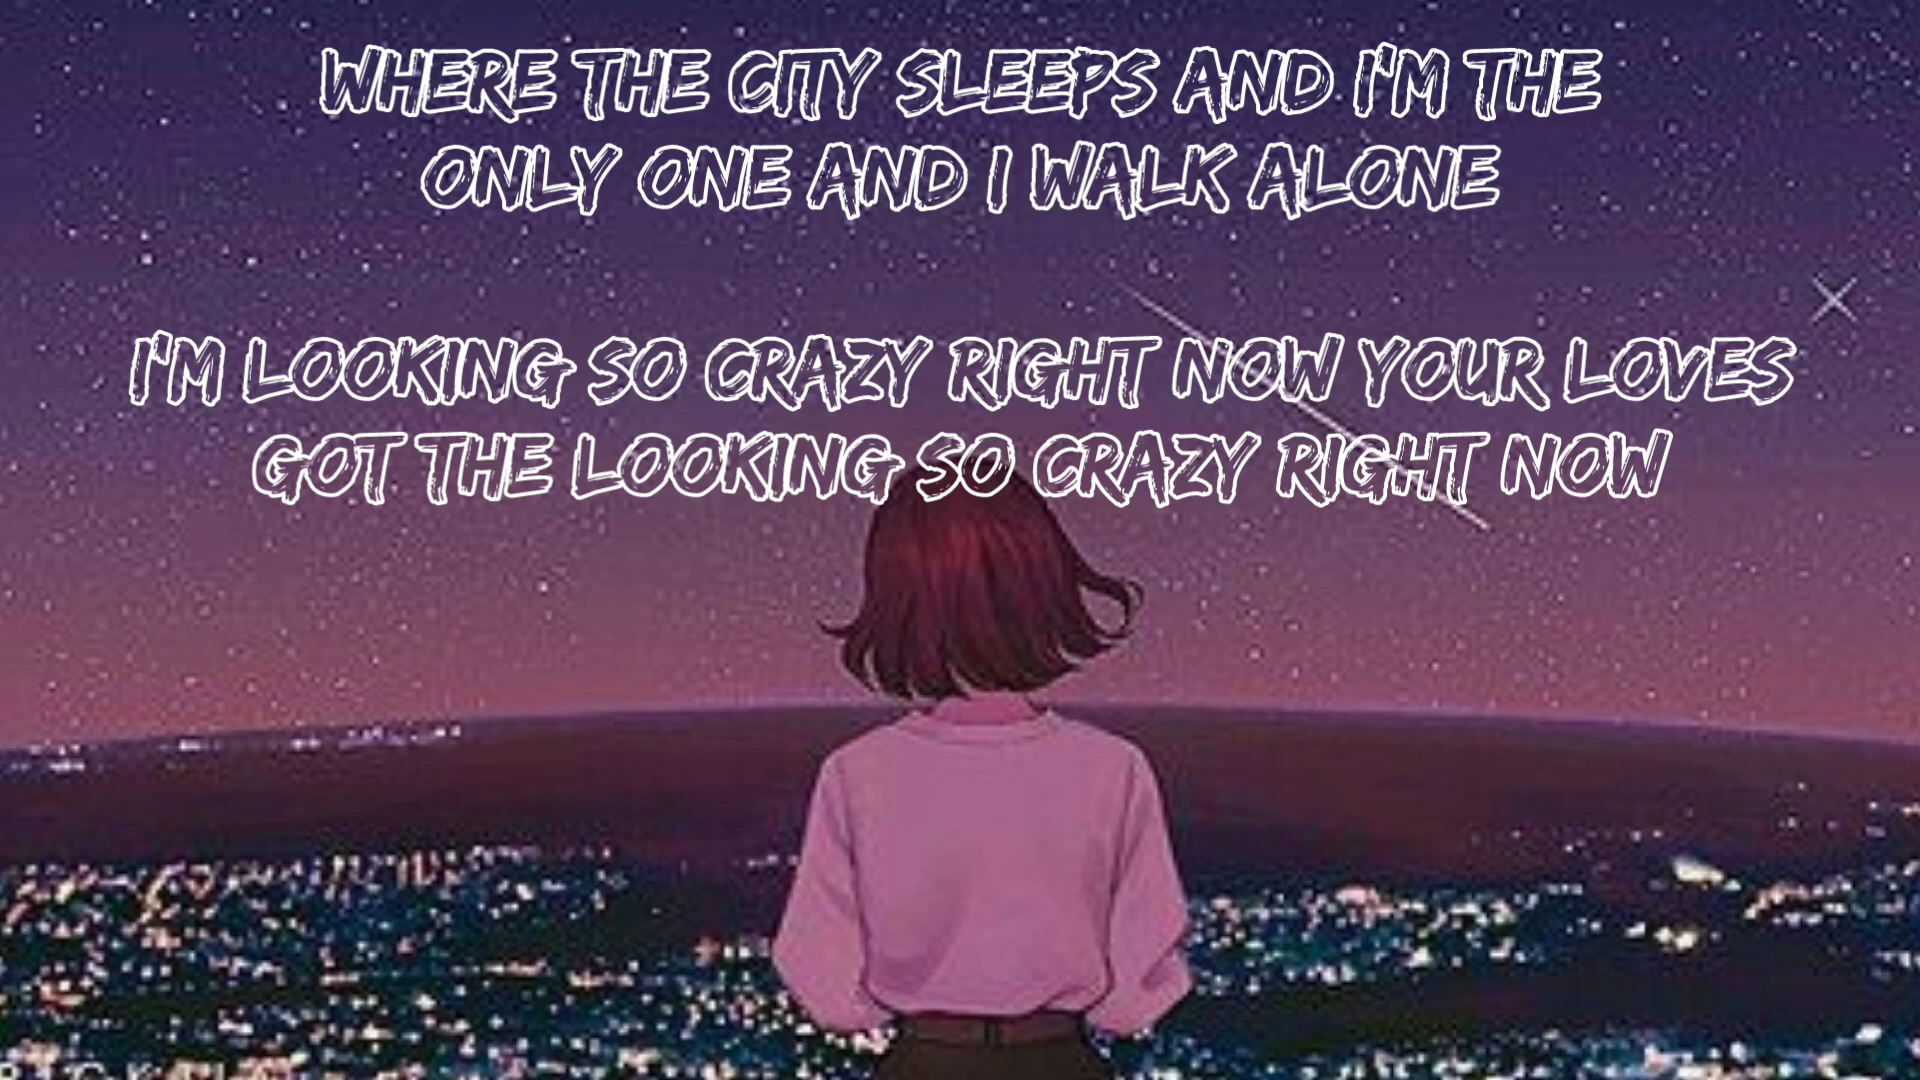 WHERE THE CITY SLEEPS AND I'M THE
ONLY ONE AND I WALK ALONE
I'M LOOKING SO CRAZY RIGHT NOW YOUR LOVES
GOT THE LOOKING SO CRAZY RIGHT NOW